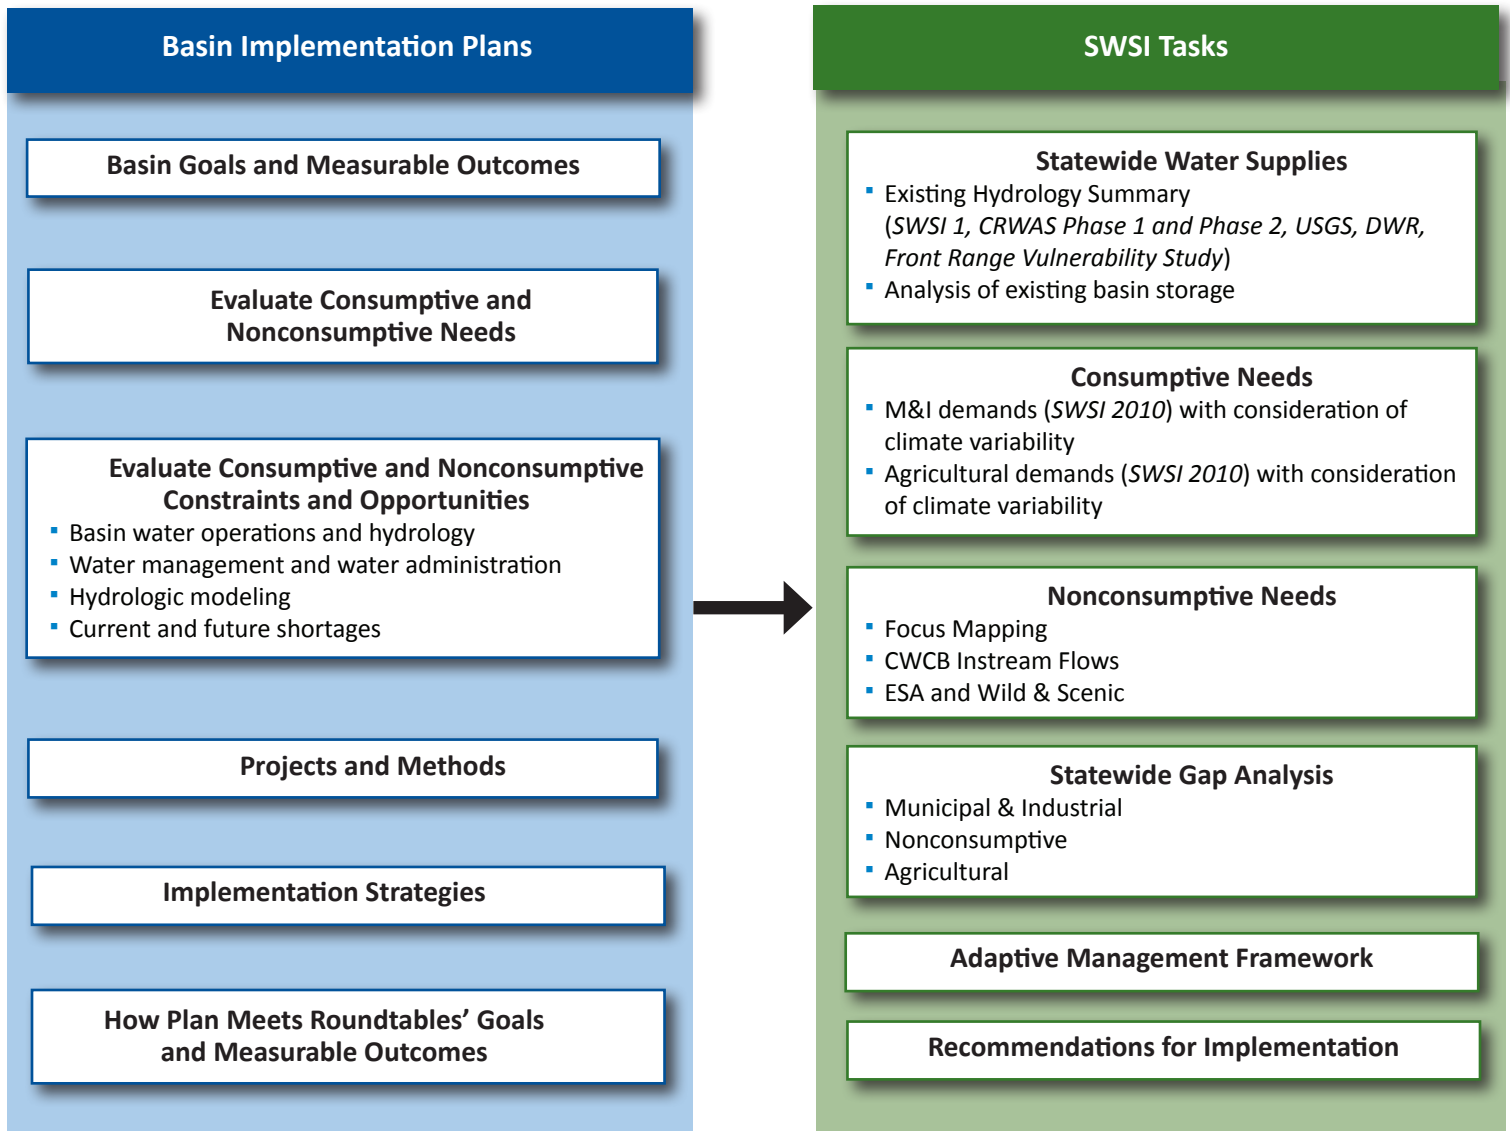 Basin Implementation Plans
Basin Goals and Measurable Outcomes
Evaluate Consumptive and
Nonconsumptive Needs
Evaluate Consumptive and Nonconsumptive
Constraints and Opportunities
▪ Basin water operations and hydrology
▪ Water management and water administration
▪ Hydrologic modeling
▪ Current and future shortages
Projects and Methods
Implementation Strategies
How Plan Meets Roundtables’ Goals
and Measurable Outcomes
SWSI Tasks
Statewide Water Supplies
▪ Existing Hydrology Summary
(SWSI 1, CRWAS Phase 1 and Phase 2, USGS, DWR,
Front Range Vulnerability Study)
▪ Analysis of existing basin storage
Consumptive Needs
▪ M&I demands (SWSI 2010) with consideration of
climate variability
▪ Agricultural demands (SWSI 2010) with consideration
of climate variability
Nonconsumptive Needs
▪ Focus Mapping
▪ CWCB Instream Flows
▪ ESA and Wild & Scenic
Statewide Gap Analysis
▪ Municipal & Industrial
▪ Nonconsumptive
▪ Agricultural
Adaptive Management Framework
Recommendations for Implementation